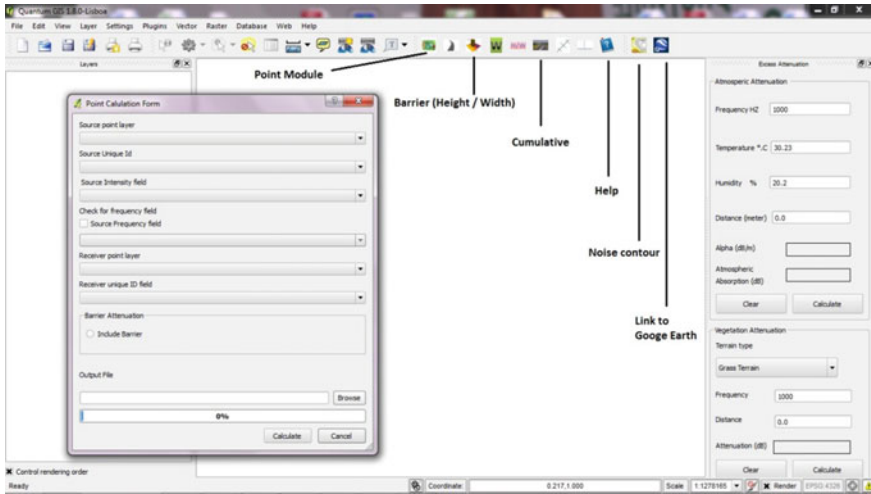 Quantum GIS 1.8.0-Lisboa
File Edit View Layer Settings Plugins Vector Raster Database Web Help
Layers
Point Module
Barrier (Height / Width)
Cumulative
Help
Noise contour
Link to
Googe Earth
Point Calulation Form
Source point layer
Source Unique Id
Source Intensity field
Check for frequency field
Source Frequency field
Receiver point layer
Receiver unique ID field
Barrier Attenuation
Include Barrier
Output File
Browse
0%
Calculate Cancel
Excess Attenuation
Atmosperic Attenuation
Frequency HZ 1000
Temperature °.C 30.23
Humidity % 20.2
Distance (meter) 0.0
Alpha (dB/m)
Atmospheric
Absorption (dB)
Clear Calculate
Vegetation Attenuation
Terrain type
Grass Terrain
Frequency 1000
Distance 0.0
Attenuation (dB)
Clear Calculate
Control rendering order
Ready Coordinate: 0.217,1.000 Scale 1:1278165 Render EPSG:4326